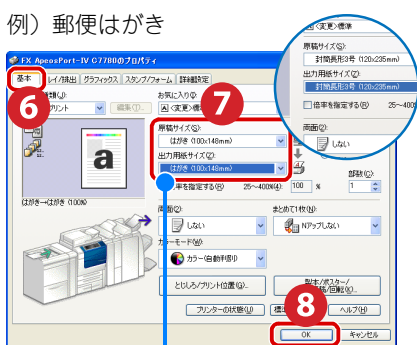 例）郵便はがき
FX ApeosPort-IV C7780のプロパティ
基本
レイ/抽出
グラフィックス
スタンプ/フォーム
詳細設定
6
7
お気に入り(Q):
プリント
編集(1)...
<変更>標準
原稿サイズ(G):
はがき (100x148mm)
出力用紙サイズ(Z):
はがき (100x148mm)
倍率を指定する(R)
25～400%(4):
100
%
部数(C):
1
a
はがき→はがき (100%)
両面(2):
しない
まとめて1枚(N):
Nアップしない
カラーモード(W):
カラー(自動判別)
とじしろ/プリント位置(G)...
製本/ポスター/
プリンターの状態(U)
ヘルプ(H)
8
OK
キャンセル
<変更>標準
原稿サイズ(G):
封筒長形3号 (120x235mm)
出力用紙サイズ(Z):
封筒長形3号 (120x235mm)
倍率を指定する(R)
25～400
両面(2):
しない